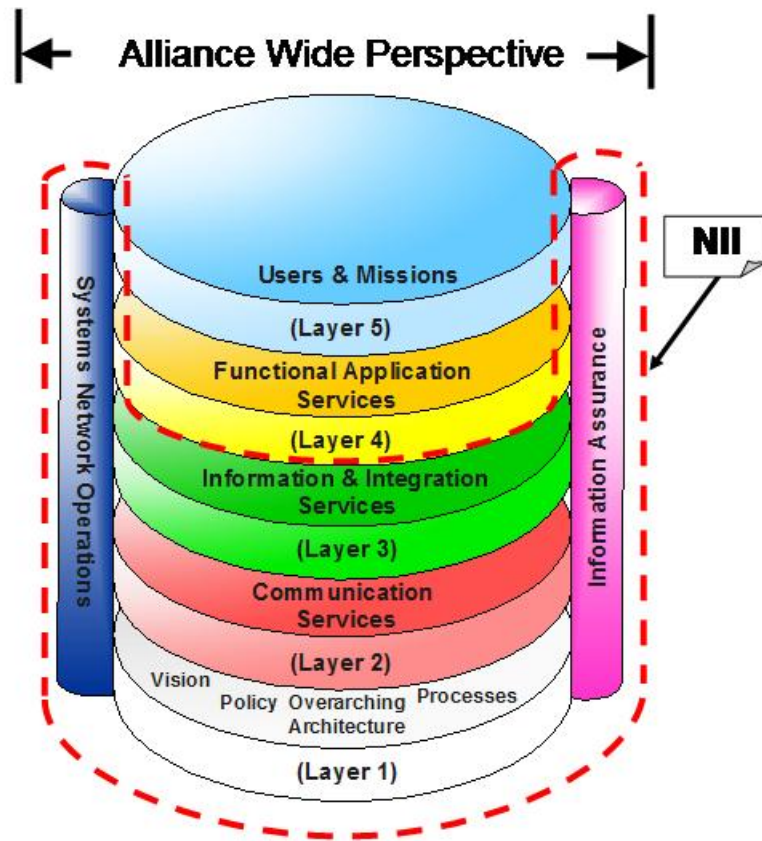 Alliance Wide Perspective
NII
Users & Missions
(Layer 5)
Functional Application
Services
(Layer 4)
Information & Integration
Services
(Layer 3)
Communication
Services
(Layer 2)
Vision
Policy
Overarching
Architecture
Processes
(Layer 1)
Systems Network Operations
Information Assurance